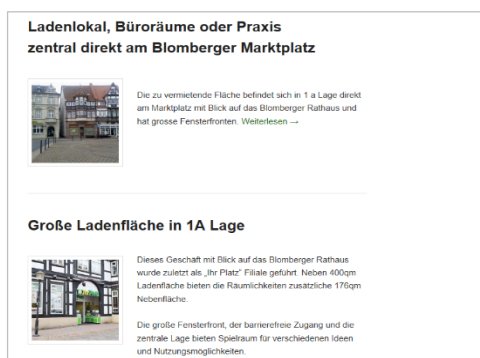 Ladenlokal, Büroräume oder Praxis
zentral direkt am Blomberger Marktplatz
Die zu vermietende Fläche befindet sich in 1 a Lage direkt
am Marktplatz mit Blick auf das Blomberger Rathaus und
hat grosse Fensterfronten. Weiterlesen →
Große Ladenfläche in 1A Lage
Dieses Geschäft mit Blick auf das Blomberger Rathaus
wurde zuletzt als „Ihr Platz“ Filiale geführt. Neben 400qm
Ladenfläche bieten die Räumlichkeiten zusätzliche 176qm
Nebenfläche.
Die große Fensterfront, der barrierefreie Zugang und die
zentrale Lage bieten Spielraum für verschiedenen Ideen
und Nutzungsmöglichkeiten.